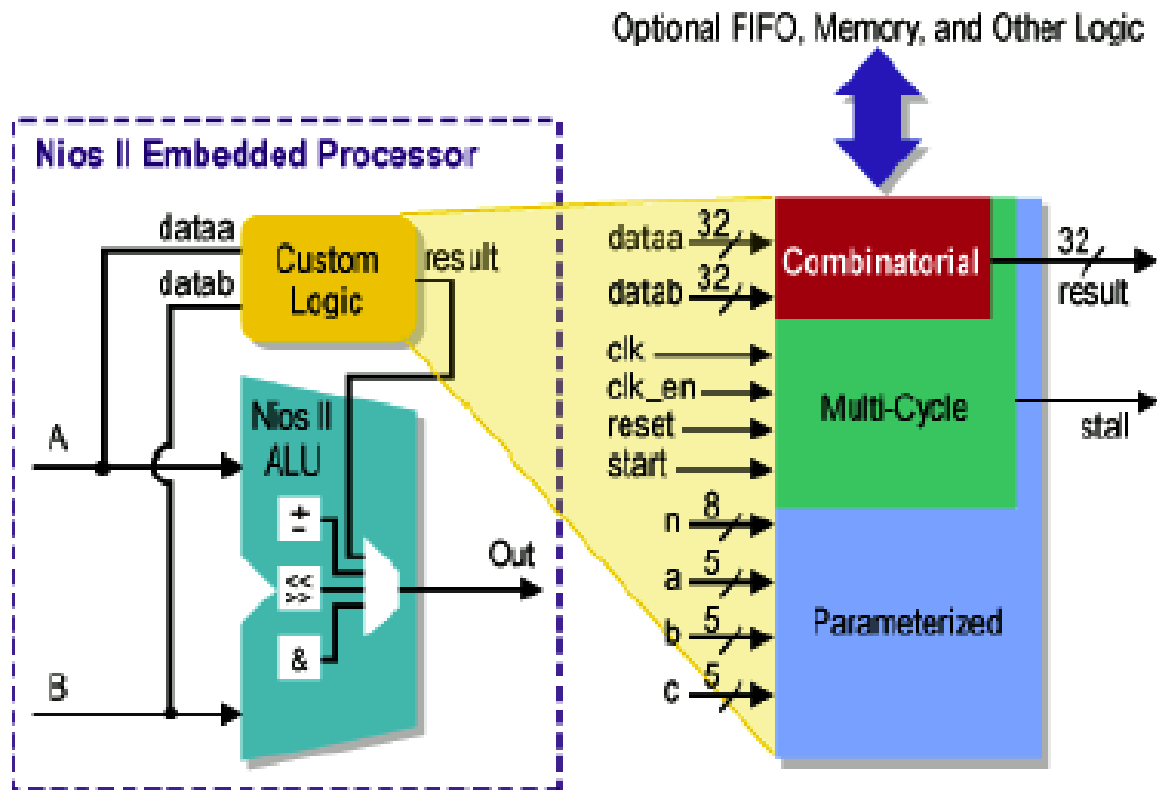 Optional FIFO, Memory, and Other Logic
Nios II Embedded Processor
dataa
datab
Custom
Logic
result
A
B
Nios II
ALU
+
-
<<
>>
&
Out
dataa 32
datab 32
clk
clk_en
reset
start
n 8
a 5
b 5
c 5
Combinatorial
Multi-Cycle
Parameterized
32
result
stal